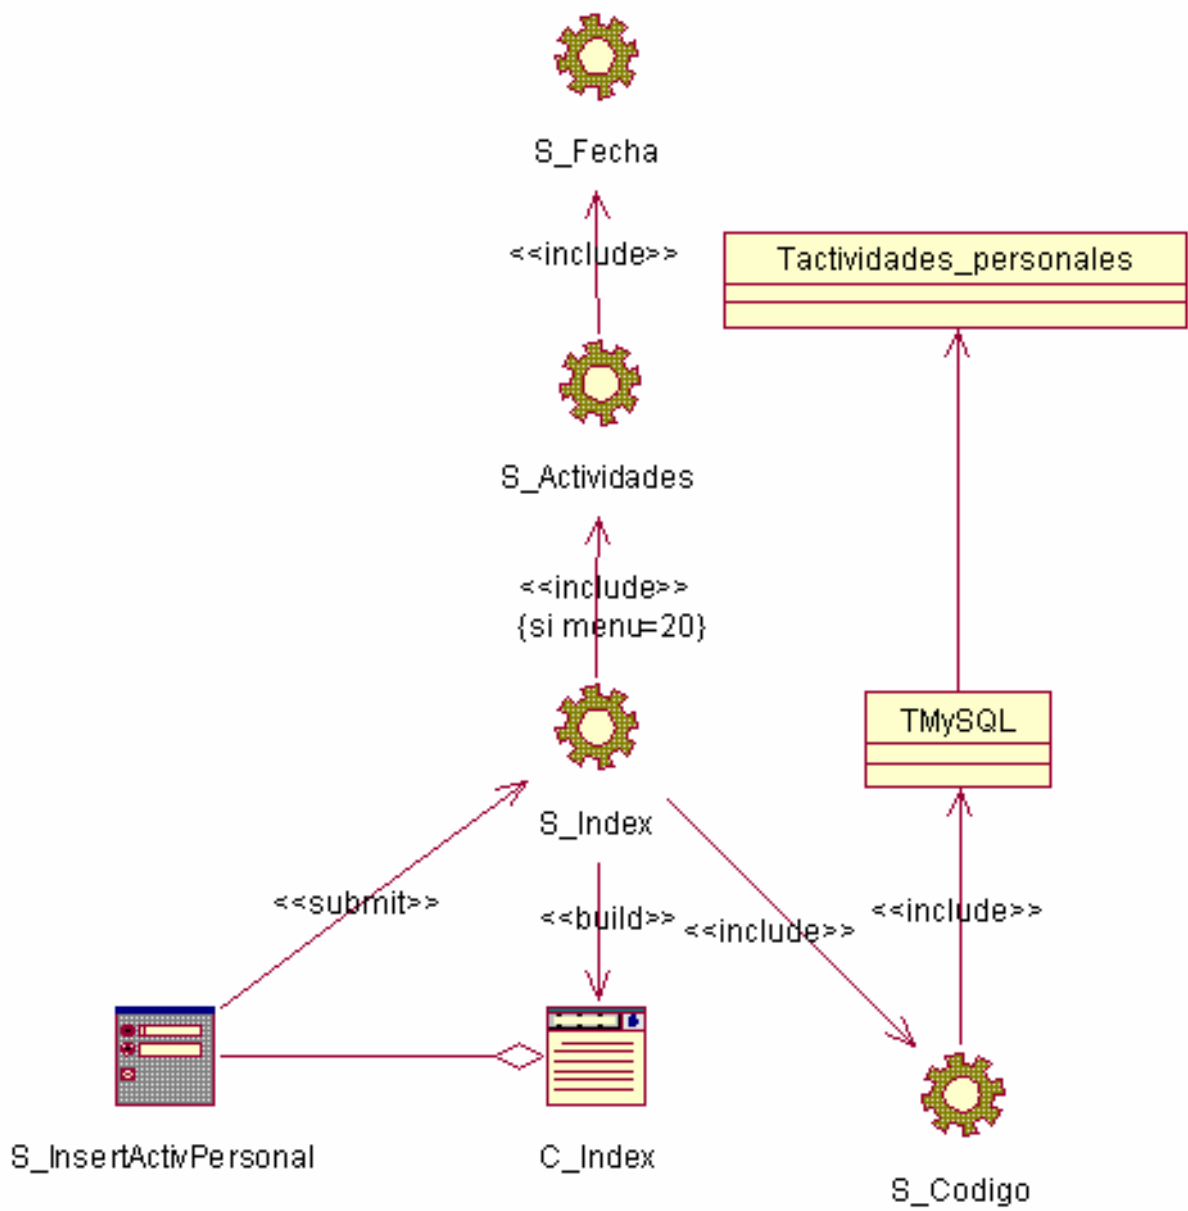 S_Fecha
<<include>>
Tactividades_personales
S_Actividades
<<include>>
{si menu=20}
TMySQL
S_Index
<<submit>>
<<build>>
<<include>>
<<include>>
S_InsertActivPersonal
C_Index
S_Codigo